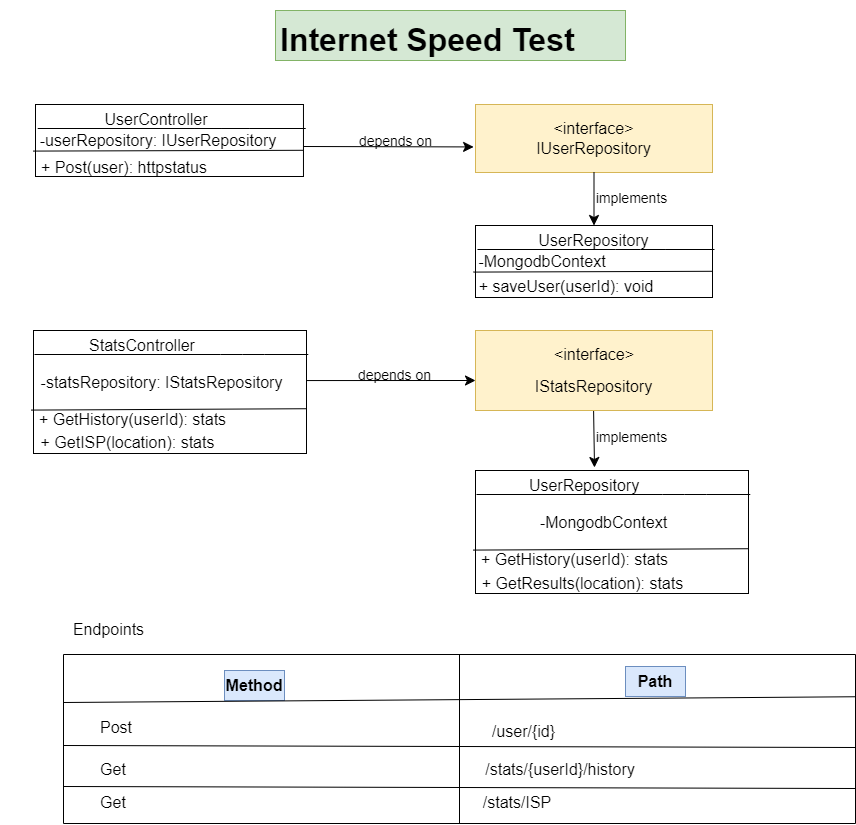 Internet Speed Test
UserController
-userRepository: IUserRepository
+ Post(user): httpstatus
depends on
<interface>
IUserRepository
implements
UserRepository
-MongodbContext
+ saveUser(userId): void
StatsController
-statsRepository: IStatsRepository
+ GetHistory(userId): stats
+ GetISP(location): stats
depends on
<interface>
IStatsRepository
implements
UserRepository
-MongodbContext
+ GetHistory(userId): stats
+ GetResults(location): stats
Endpoints
Method Path
Post /user/{id}
Get /stats/{userId}/history
Get /stats/ISP